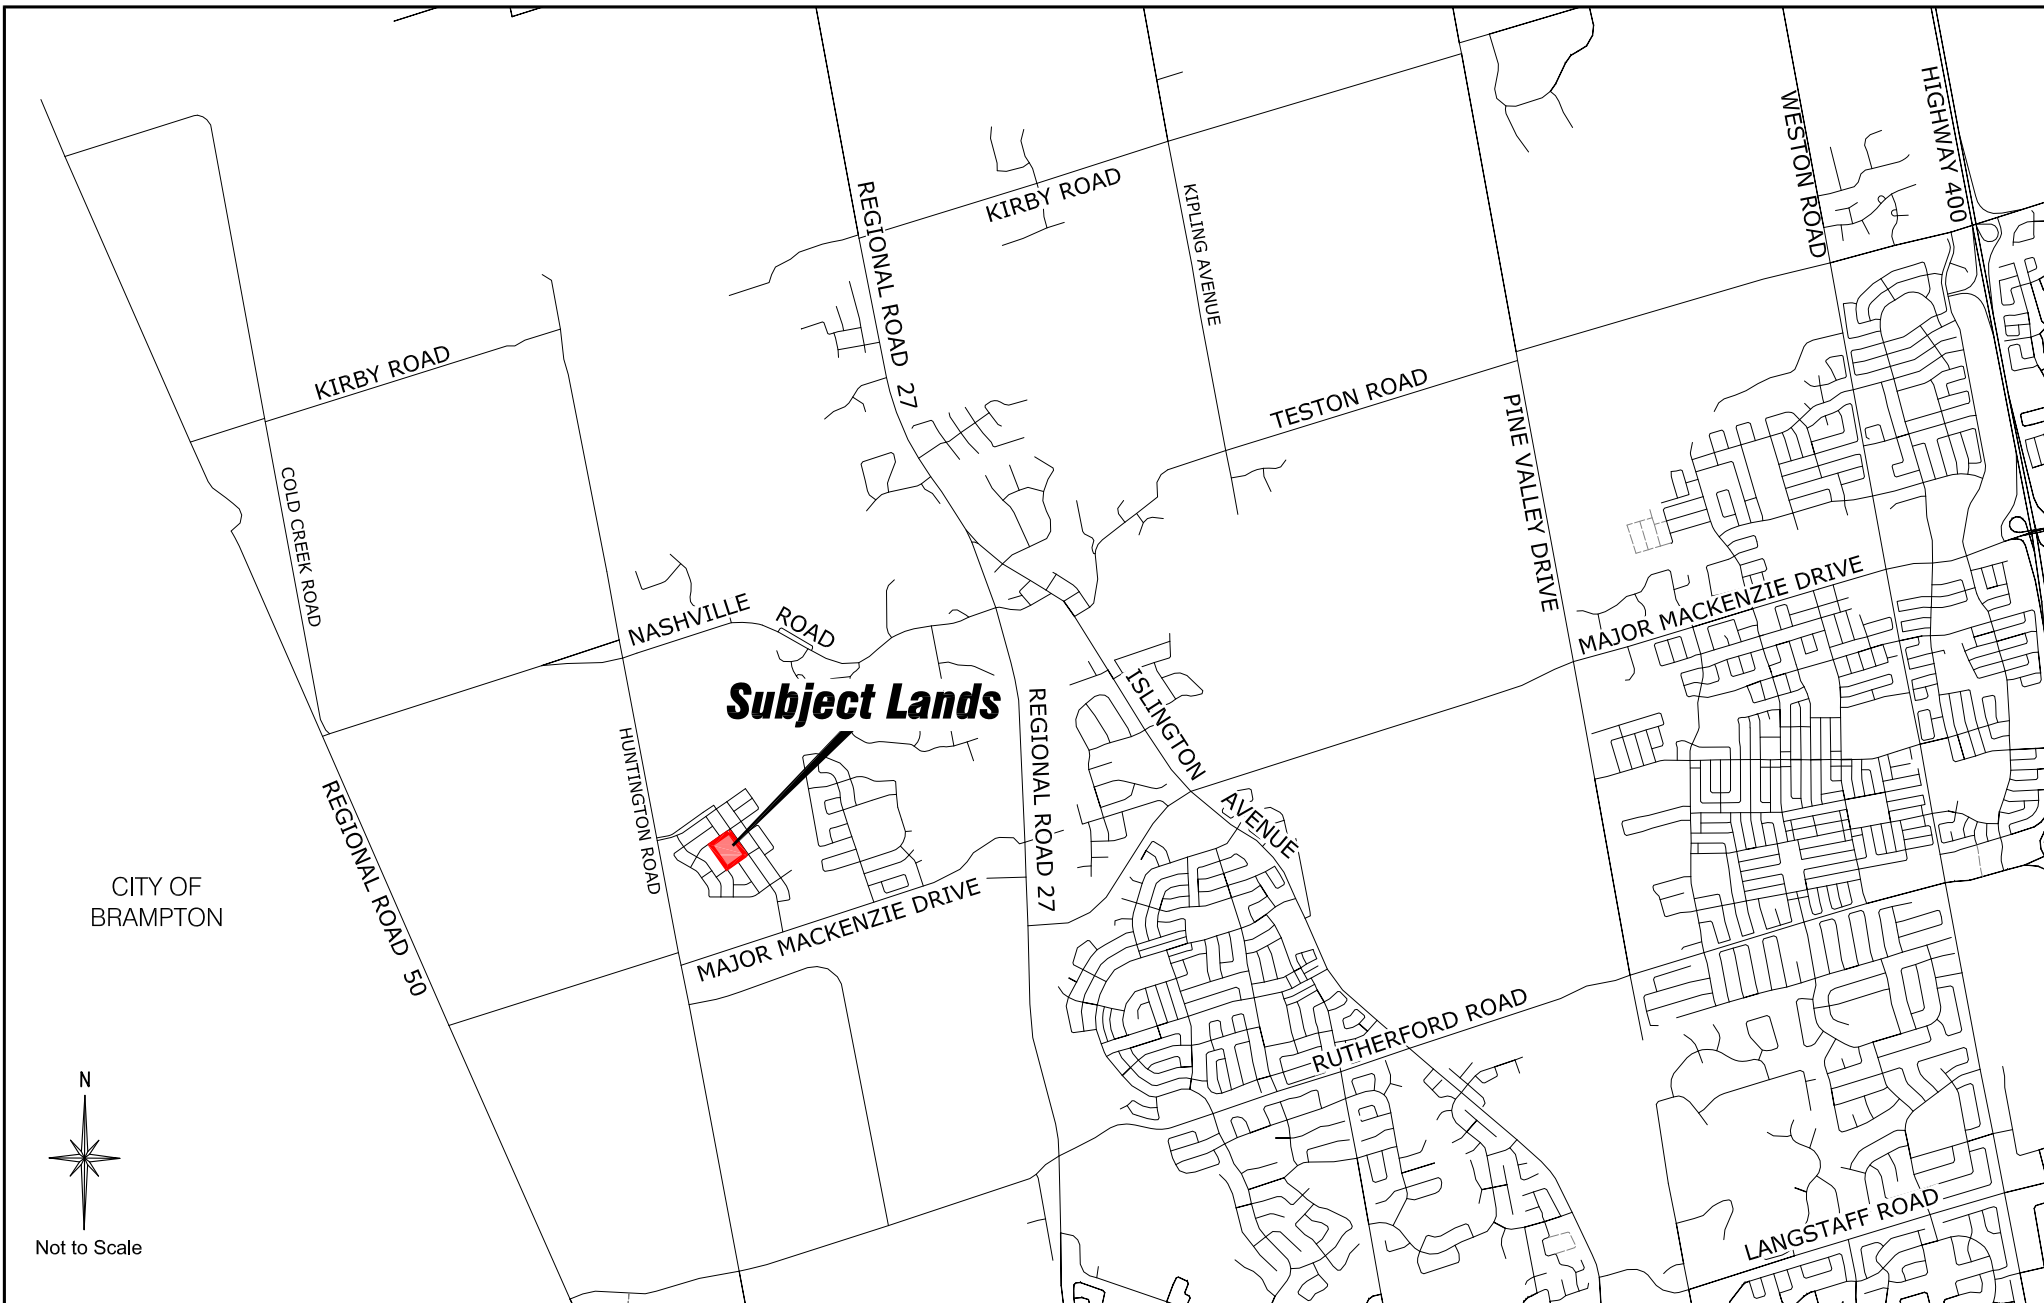 HIGHWAY 400
WESTON ROAD
REGIONAL ROAD 27
KIRBY ROAD
KIPLING AVENUE
KIRBY ROAD
TESTON ROAD
PINE VALLEY DRIVE
COLD CREEK ROAD
MAJOR MACKENZIE DRIVE
NASHVILLE ROAD
Subject Lands
ISLINGTON AVENUE
REGIONAL ROAD 27
HUNTINGTON ROAD
REGIONAL ROAD 50
CITY OF
BRAMPTON
MAJOR MACKENZIE DRIVE
RUTHERFORD ROAD
N
LANGSTAFF ROAD
Not to Scale